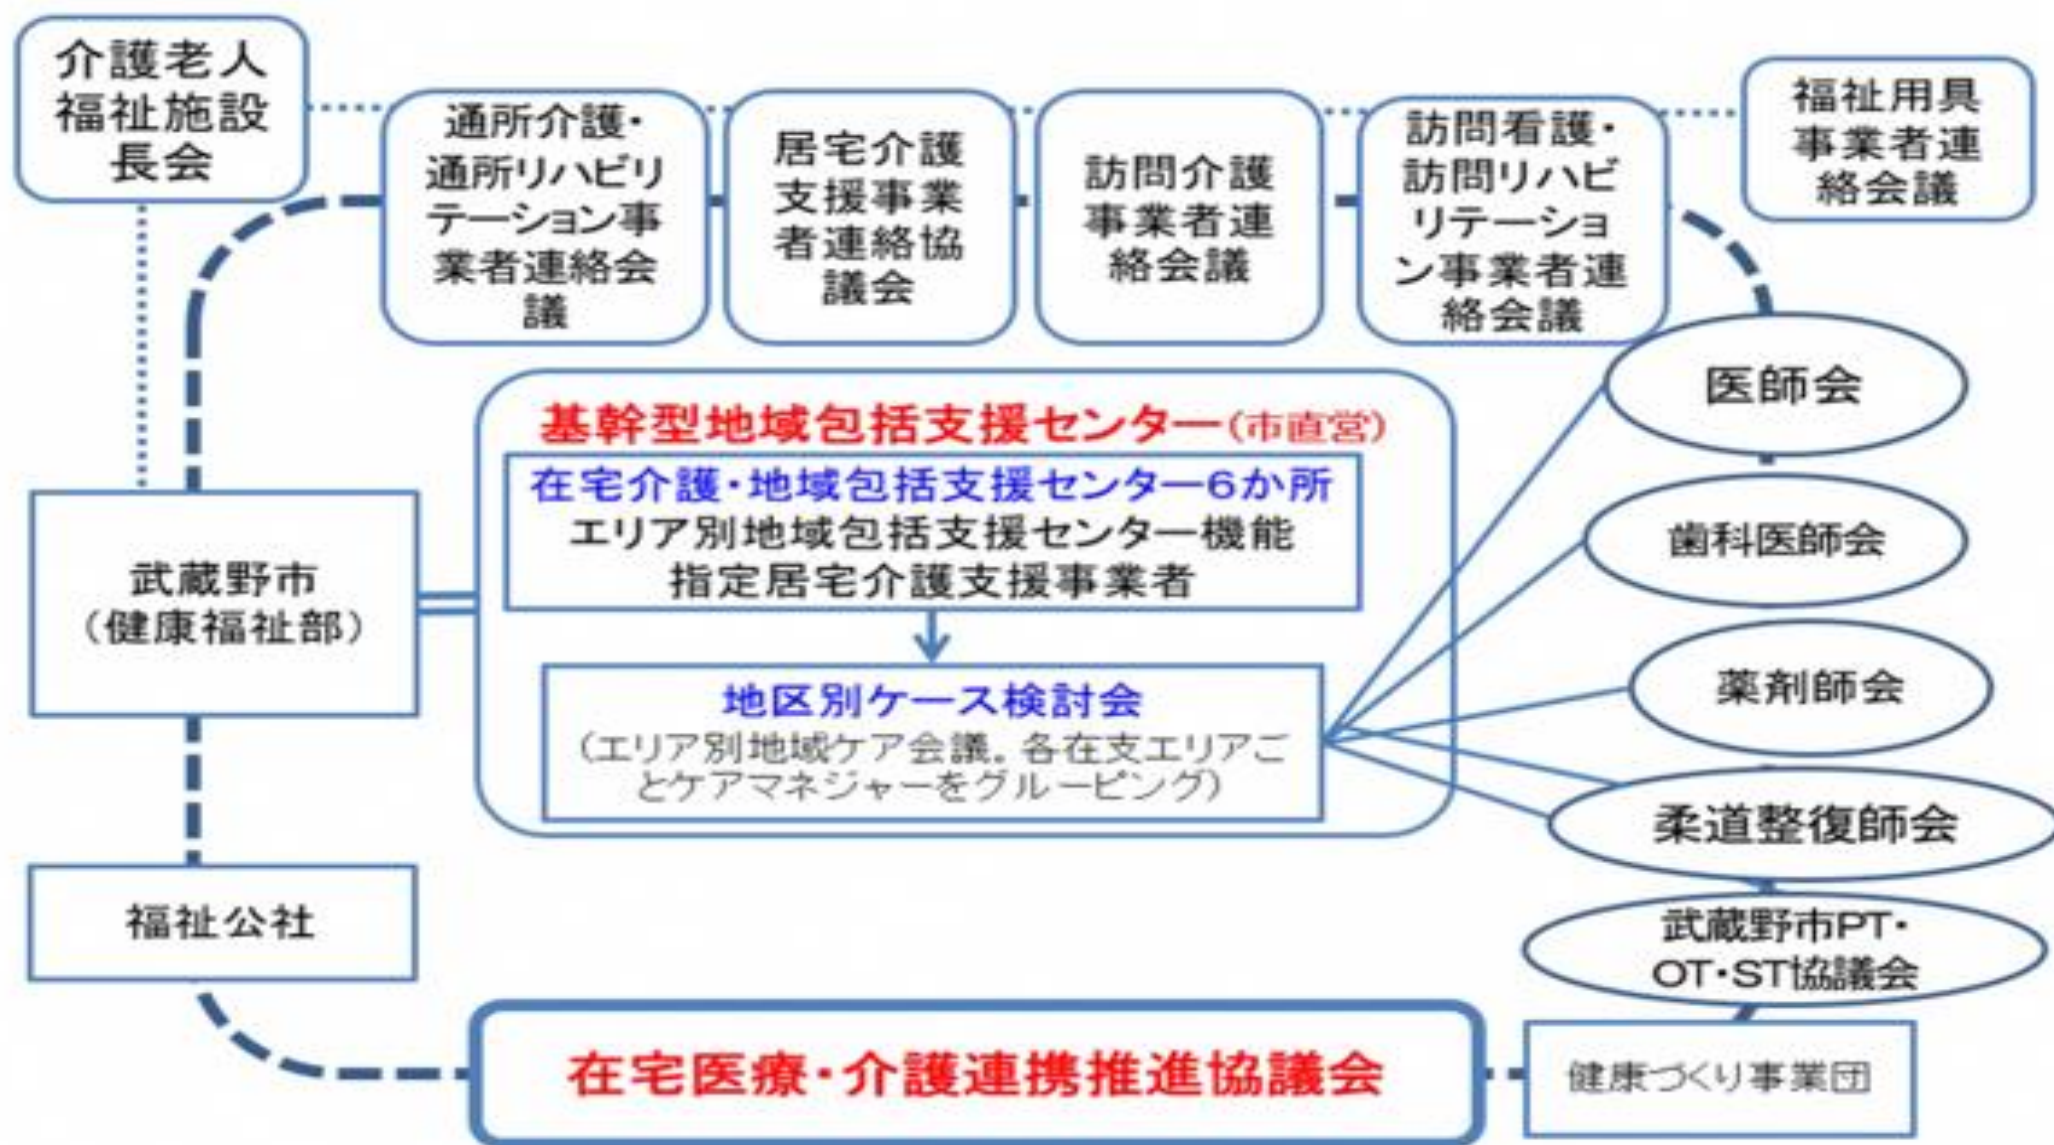 介護老人
福祉施設
長会
通所介護・
通所リハビリ
テーション事
業者連絡会
議
居宅介護
支援事業
者連絡協
議会
訪問介護
事業者連
絡会議
訪問看護・
訪問リハビ
リテーショ
ン事業者連
絡会議
福祉用具
事業者連
絡会議
基幹型地域包括支援センター(市直営)
在宅介護・地域包括支援センター6か所
エリア別地域包括支援センター機能
指定居宅介護支援事業者
地区別ケース検討会
(エリア別地域ケア会議。各在支エリアご
とケアマネジャーをグルーピング)
武蔵野市
(健康福祉部)
福祉公社
医師会
歯科医師会
薬剤師会
柔道整復師会
武蔵野市PT・
OT・ST協議会
在宅医療・介護連携推進協議会
健康づくり事業団